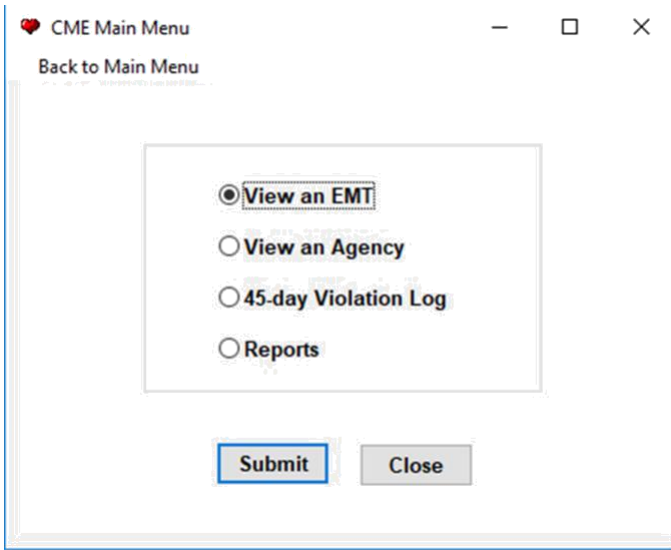 CME Main Menu
Back to Main Menu
View an EMT
View an Agency
45-day Violation Log
Reports
Submit Close